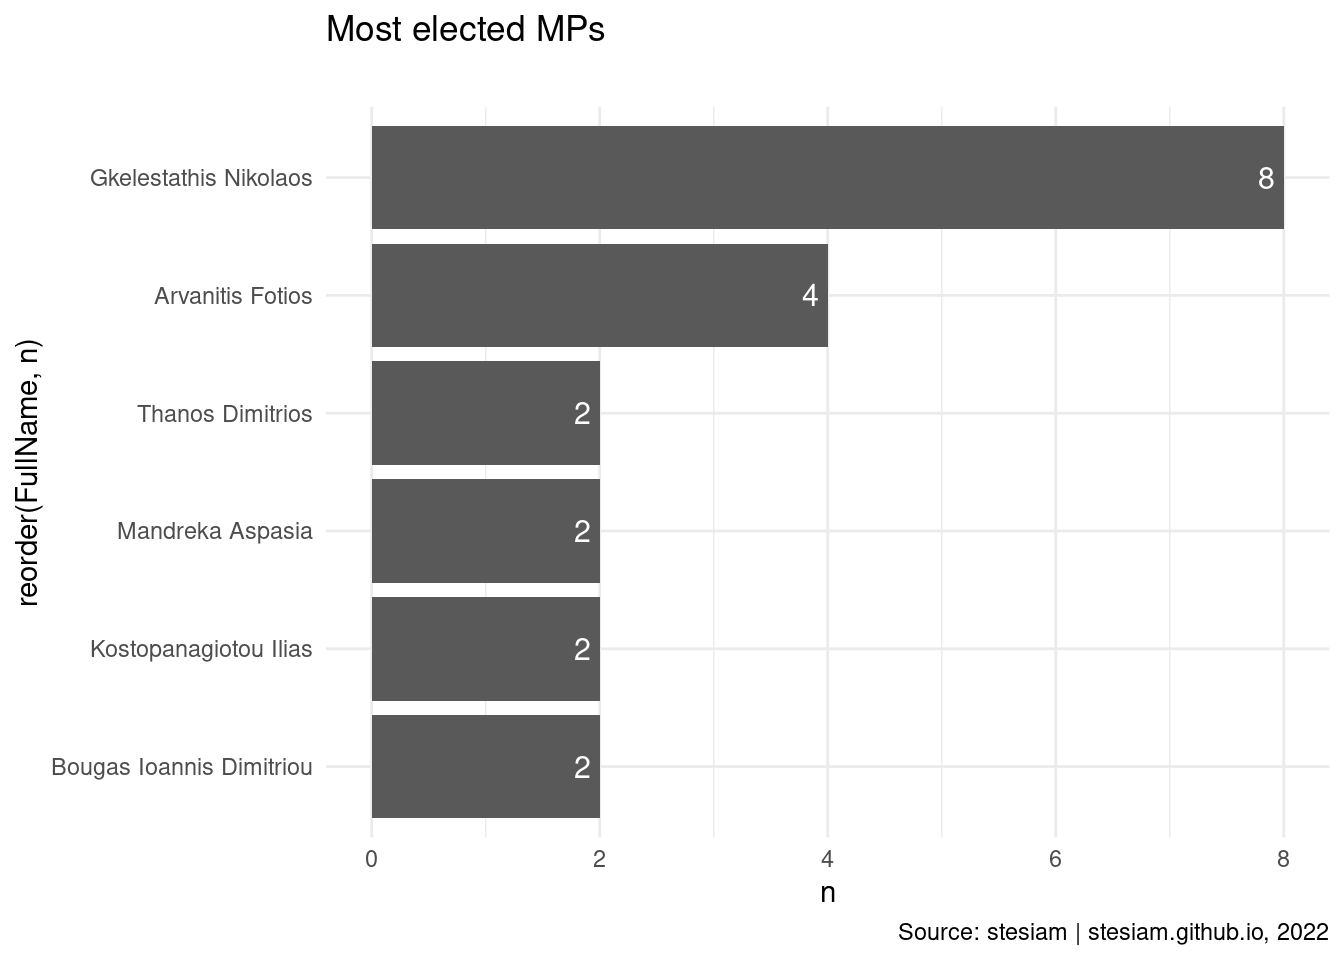 Most elected MPs
reorder(FullName, n)
Gkelestathis Nikolaos
8
Arvanitis Fotios
4
Thanos Dimitrios
2
Mandreka Aspasia
2
Kostopanagiotou Ilias
2
Bougas Ioannis Dimitriou
2
0 2 4 6 8
n
Source: stesiam | stesiam.github.io, 2022